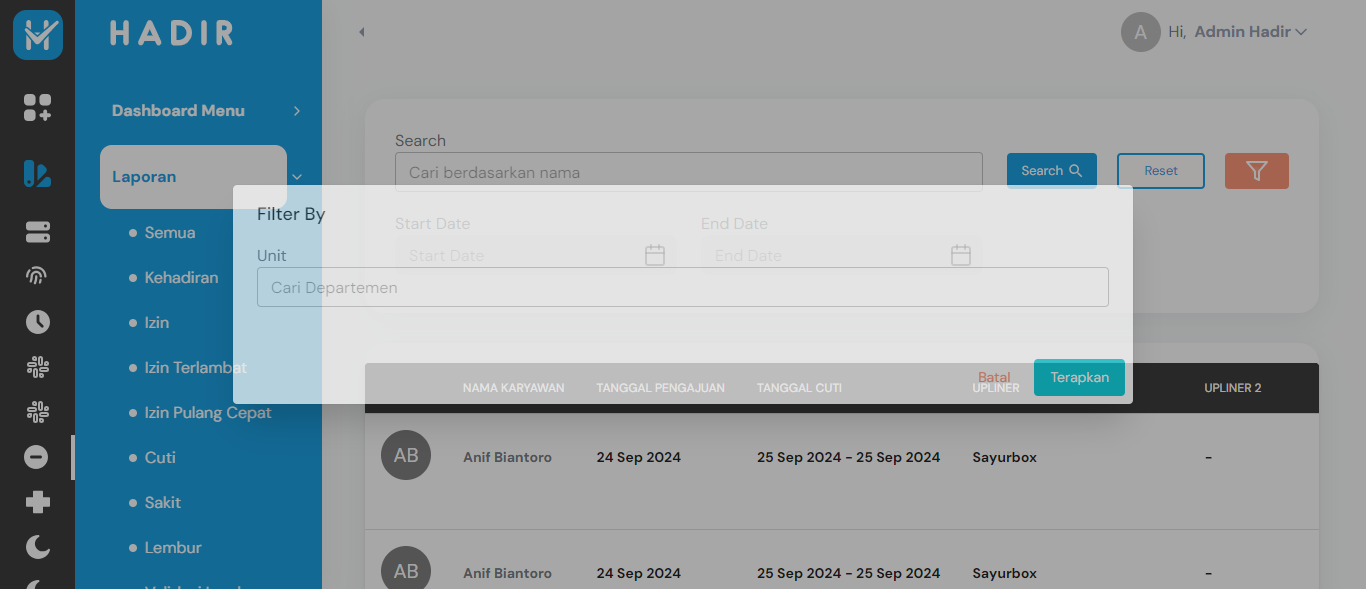 HADIR
A Hi, Admin Hadir
Dashboard Menu
Laporan
Semua
Kehadiran
Izin
Izin Terlambat
Izin Pulang Cepat
Cuti
Sakit
Lembur
Search
Cari berdasarkan nama
Search
Reset
Start Date
End Date
Start Date
End Date
Filter By
Unit
Cari Departemen
Batal
Terapkan
NAMA KARYAWAN TANGGAL PENGAJUAN TANGGAL CUTI UPLINER UPLINER 2
AB Anif Biantoro 24 Sep 2024 25 Sep 2024 - 25 Sep 2024 Sayurbox -
AB Anif Biantoro 24 Sep 2024 25 Sep 2024 - 25 Sep 2024 Sayurbox -